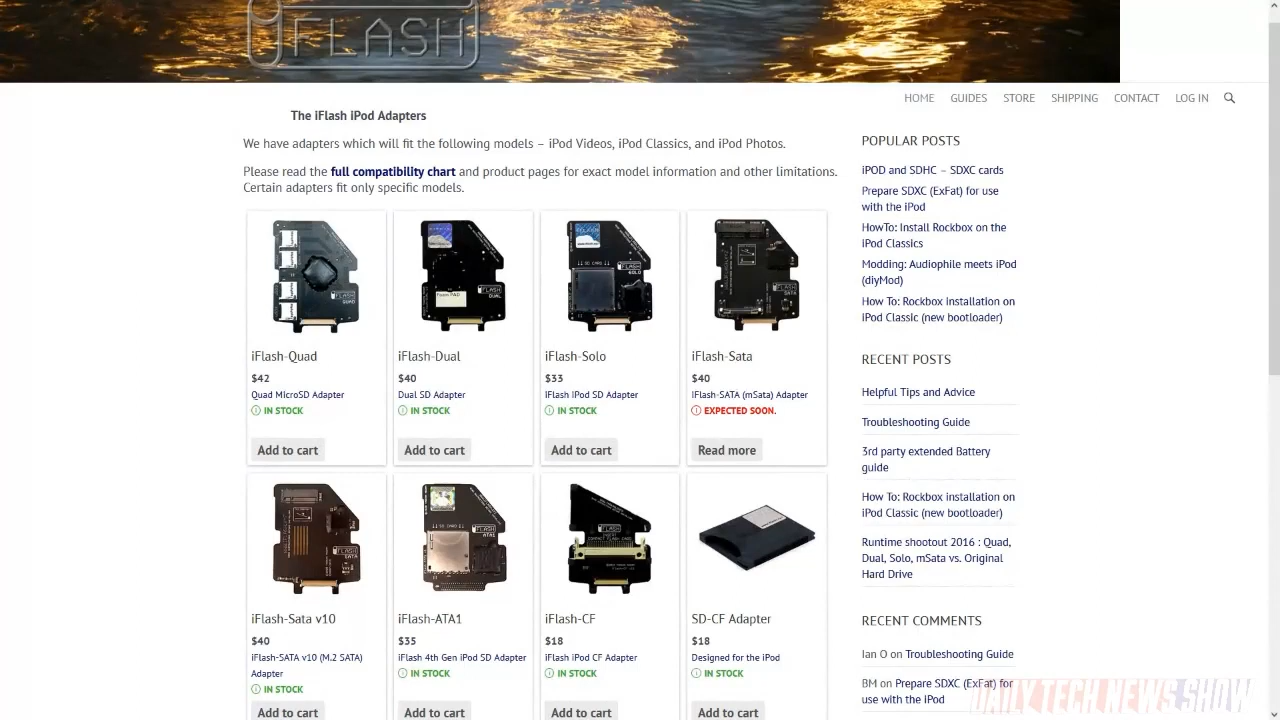 iFLASH
HOME GUIDES STORE SHIPPING CONTACT LOG IN
The iFlash iPod Adapters
We have adapters which will fit the following models – iPod Videos, iPod Classics, and iPod Photos.
Please read the full compatibility chart and product pages for exact model information and other limitations.
Certain adapters fit only specific models.
iFlash-Quad
$42
Quad MicroSD Adapter
IN STOCK
Add to cart
iFlash-Dual
$40
Dual SD Adapter
IN STOCK
Add to cart
iFlash-Solo
$33
iFlash iPod SD Adapter
IN STOCK
Add to cart
iFlash-Sata
$40
iFlash-SATA (mSata) Adapter
EXPECTED SOON.
Read more
iFlash-Sata v10
$40
iFlash-SATA v10 (M.2 SATA)
Adapter
IN STOCK
Add to cart
iFlash-ATA1
$35
iFlash 4th Gen iPod SD Adapter
IN STOCK
Add to cart
iFlash-CF
$18
iFlash iPod CF Adapter
IN STOCK
Add to cart
SD-CF Adapter
$18
Designed for the iPod
IN STOCK
Add to cart
POPULAR POSTS
iPOD and SDHC – SDXC cards
Prepare SDXC (ExFat) for use
with the iPod
HowTo: Install Rockbox on the
iPod Classics
Modding: Audiophile meets iPod
(diyMod)
How To: Rockbox installation on
iPod Classic (new bootloader)
RECENT POSTS
Helpful Tips and Advice
Troubleshooting Guide
3rd party extended Battery
guide
How To: Rockbox installation on
iPod Classic (new bootloader)
Runtime shootout 2016 : Quad,
Dual, Solo, mSata vs. Original
Hard Drive
RECENT COMMENTS
Ian O on Troubleshooting Guide
BM on Prepare SDXC (ExFat) for
use with the iPod
DAILY TECH NEWS SHOW